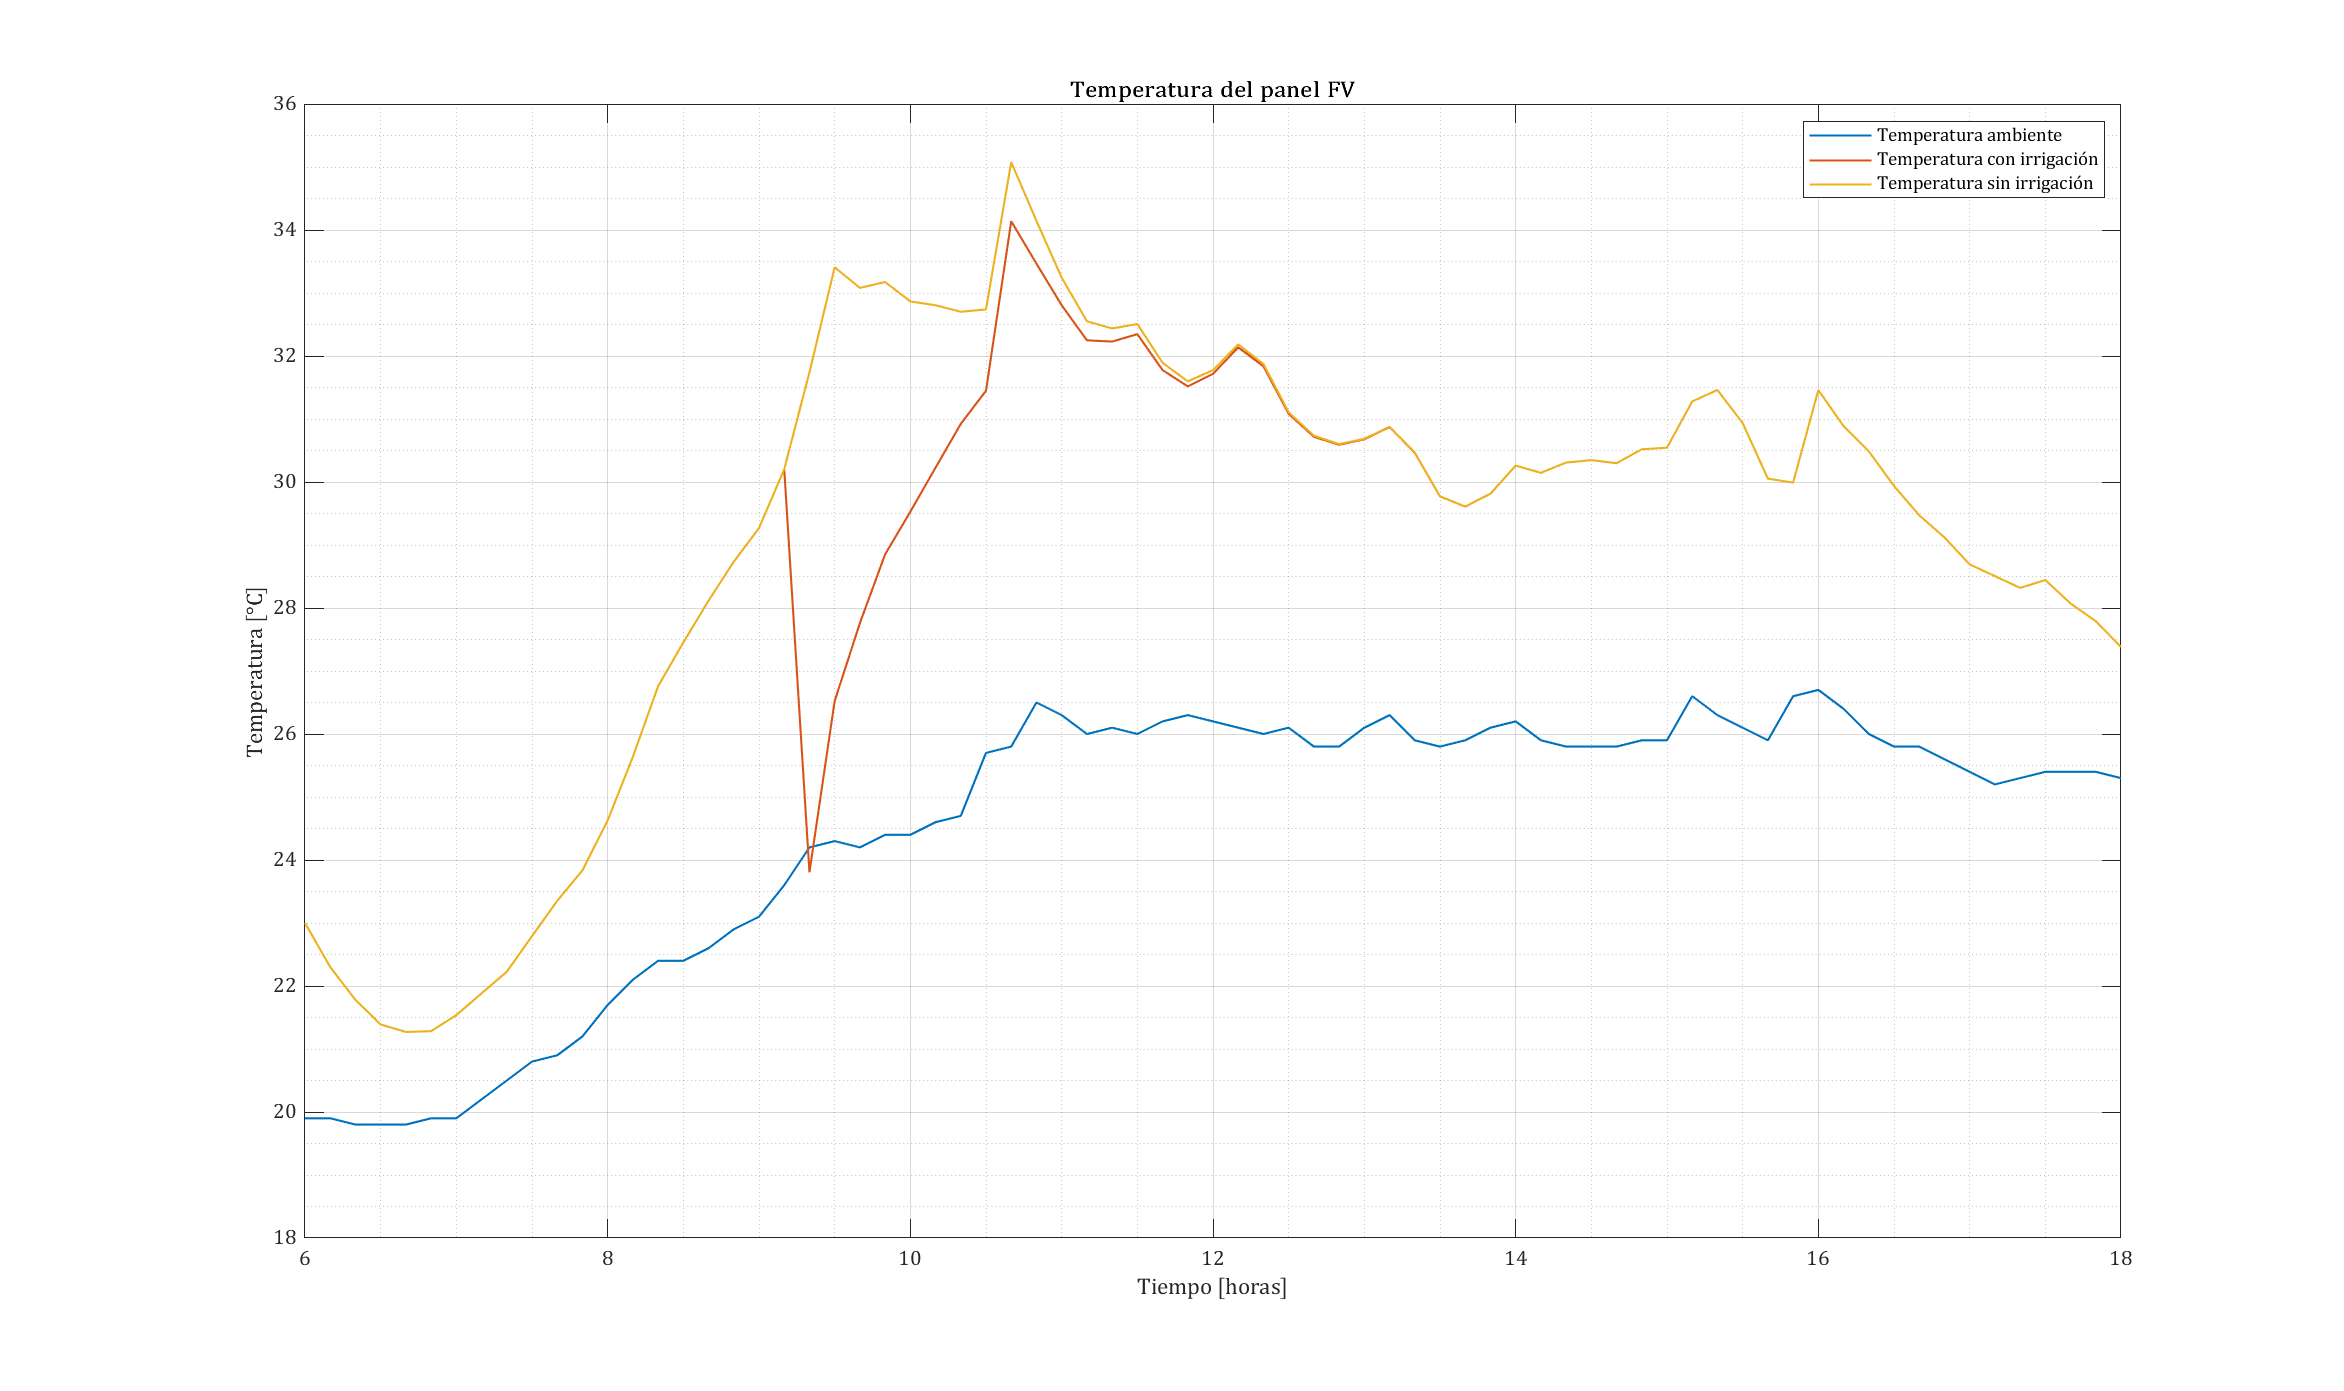 Temperatura del panel FV
Temperatura ambiente
Temperatura con irrigación
Temperatura sin irrigación
Temperatura [°C]
36
34
32
30
28
26
24
22
20
18
6 8 10 12 14 16 18
Tiempo [horas]